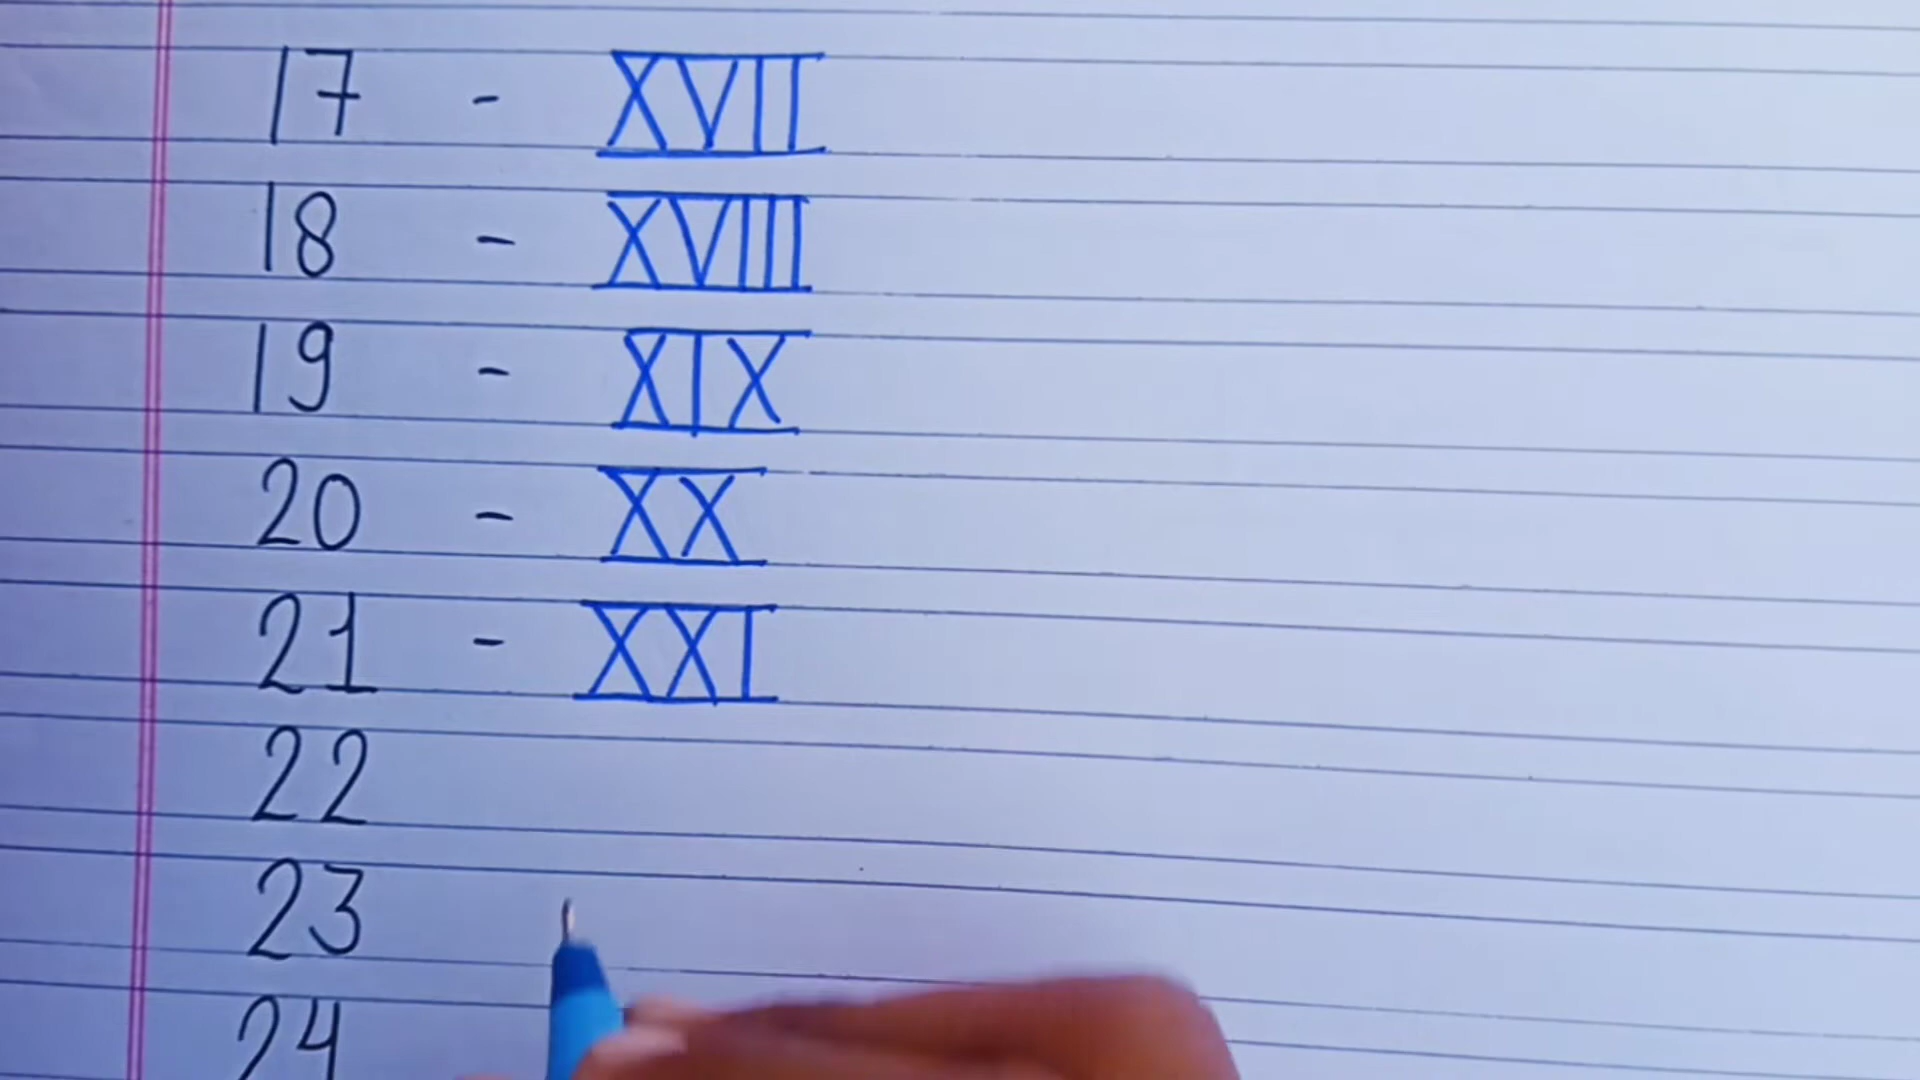 17 - XVII
18 - XVIII
19 - XIX
20 - XX
21 - XXI
22
23
24